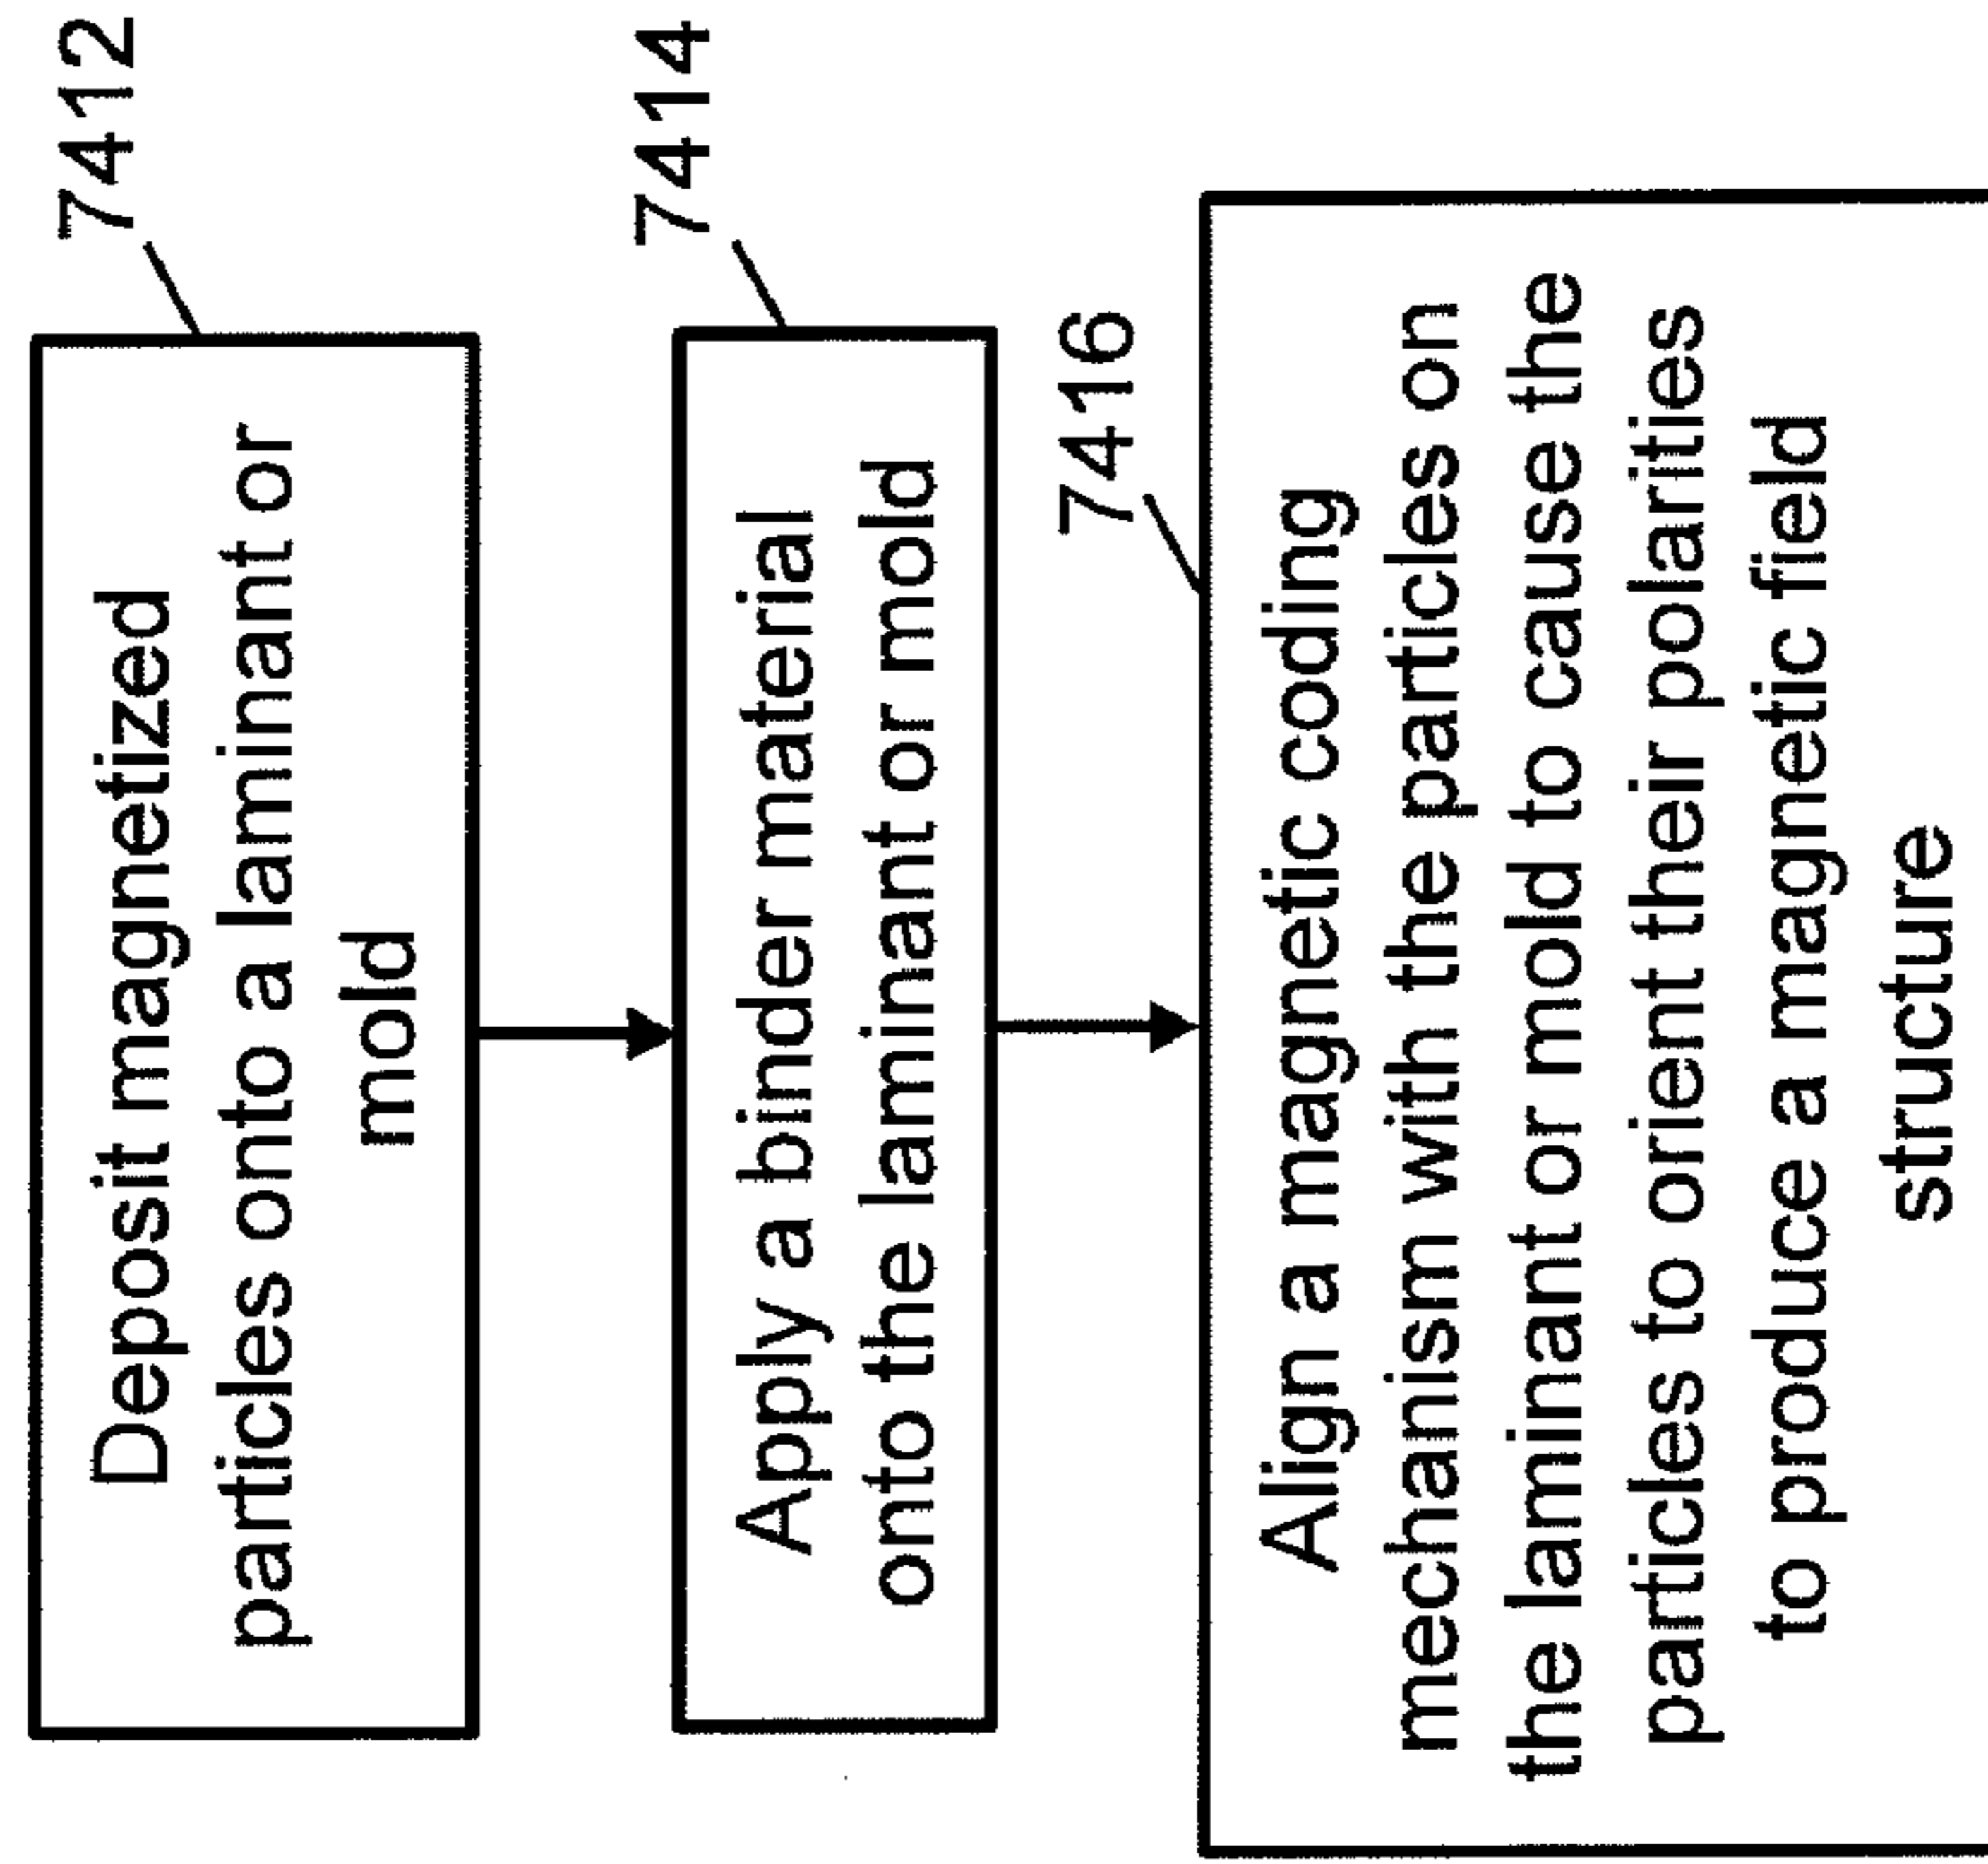 7412
Deposit magnetized
particles onto a laminant or
mold
7414
Apply a binder material
onto the laminant or mold
7416
Align a magnetic coding
mechanism with the particles on
the laminant or mold to cause the
particles to orient their polarities
to produce a magnetic field
structure